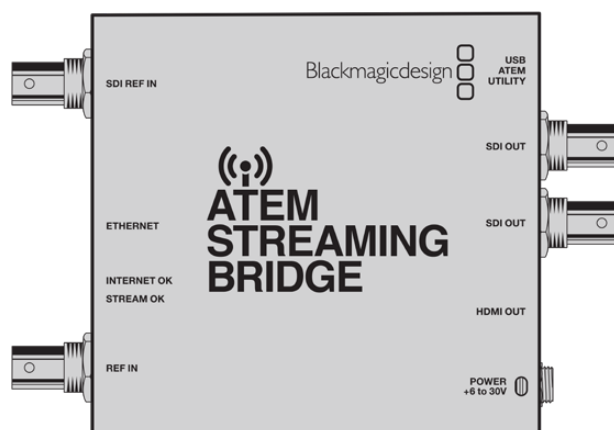 Blackmagicdesign
USB
ATEM
UTILITY
SDI REF IN
SDI OUT
ATEM
STREAMING
BRIDGE
ETHERNET
SDI OUT
INTERNET OK
STREAM OK
HDMI OUT
REF IN
POWER
+6 to 30V